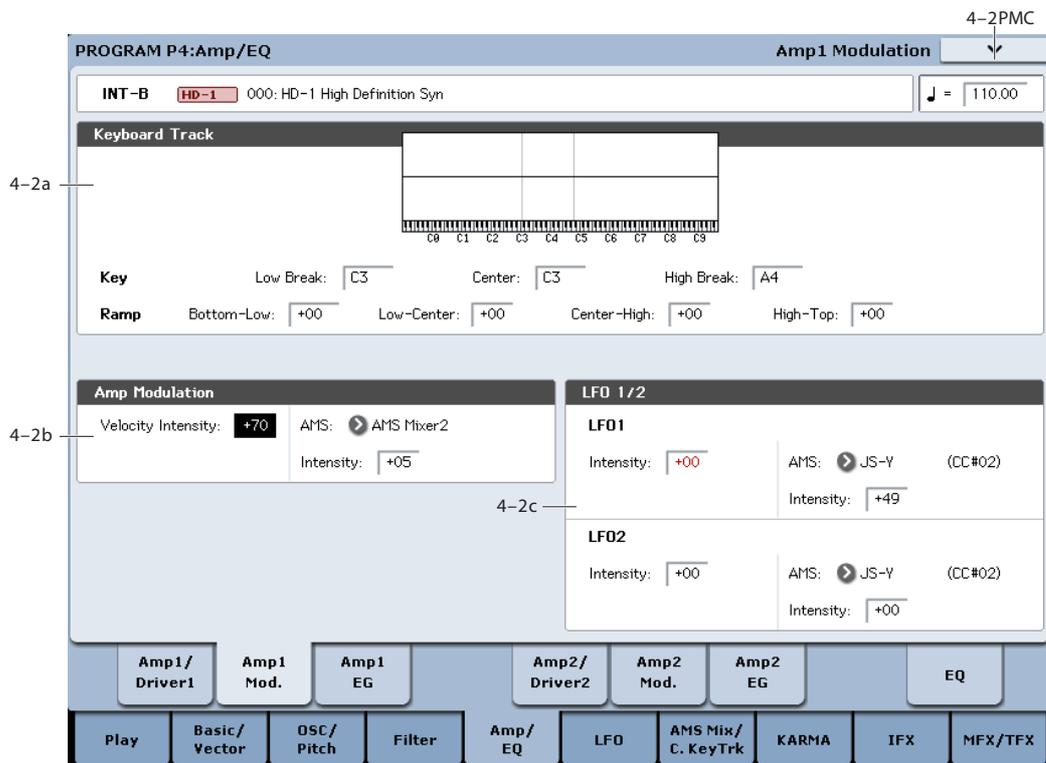 4–2PMC
PROGRAM P4:Amp/EQ Amp1 Modulation
INT-B HD-1 000: HD-1 High Definition Syn ♩ = 110.00
Keyboard Track
4–2a
C0 C1 C2 C3 C4 C5 C6 C7 C8 C9
Key Low Break: C3 Center: C3 High Break: A4
Ramp Bottom-Low: +00 Low-Center: +00 Center-High: +00 High-Top: +00
Amp Modulation
4–2b
Velocity Intensity: +70 AMS: AMS Mixer2
Intensity: +05
LFO 1/2
LFO1
Intensity: +00 AMS: JS-Y (CC#02)
Intensity: +49
4–2c
LFO2
Intensity: +00 AMS: JS-Y (CC#02)
Intensity: +00
Amp1/
Driver1
Amp1
Mod.
Amp1
EG
Amp2/
Driver2
Amp2
Mod.
Amp2
EG
EQ
Play
Basic/
Vector
OSC/
Pitch
Filter
Amp/
EQ
LFO
AMS Mix/
C. KeyTrk
KARMA
IFX
MFX/TFX